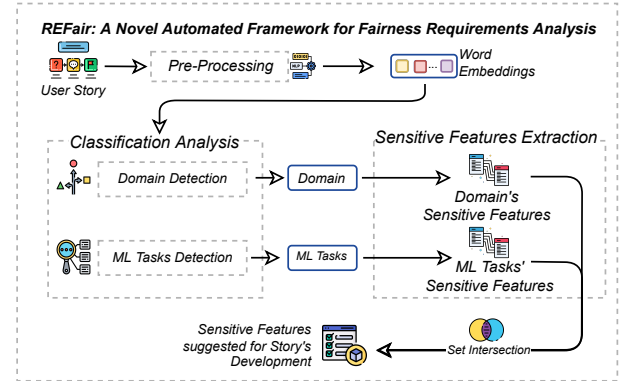 REFair: A Novel Automated Framework for Fairness Requirements Analysis
User Story
Pre-Processing
Word
Embeddings
Classification Analysis
Sensitive Features Extraction
Domain Detection
Domain
Domain's
Sensitive Features
ML Tasks Detection
ML Tasks
ML Tasks'
Sensitive Features
Sensitive Features
suggested for Story's
Development
Set Intersection